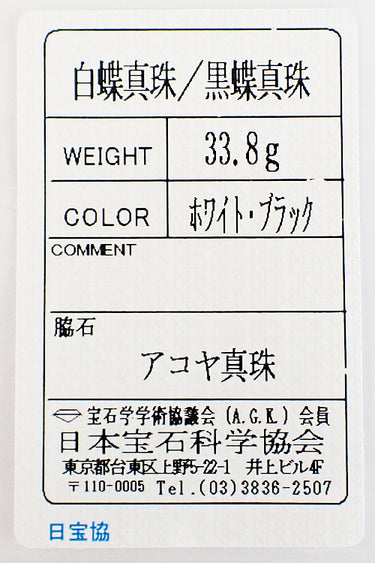 白蝶真珠/黒蝶真珠
WEIGHT 33.8g
COLOR ホワイト・ブラック
COMMENT
脇石
アコヤ真珠
宝石学学術協議会(A.G.K.)会員
日本宝石科学協会
東京都台東区上野5-22-1 井上ビル4F
〒110-0005 Tel.(03)3836-2507
日宝協